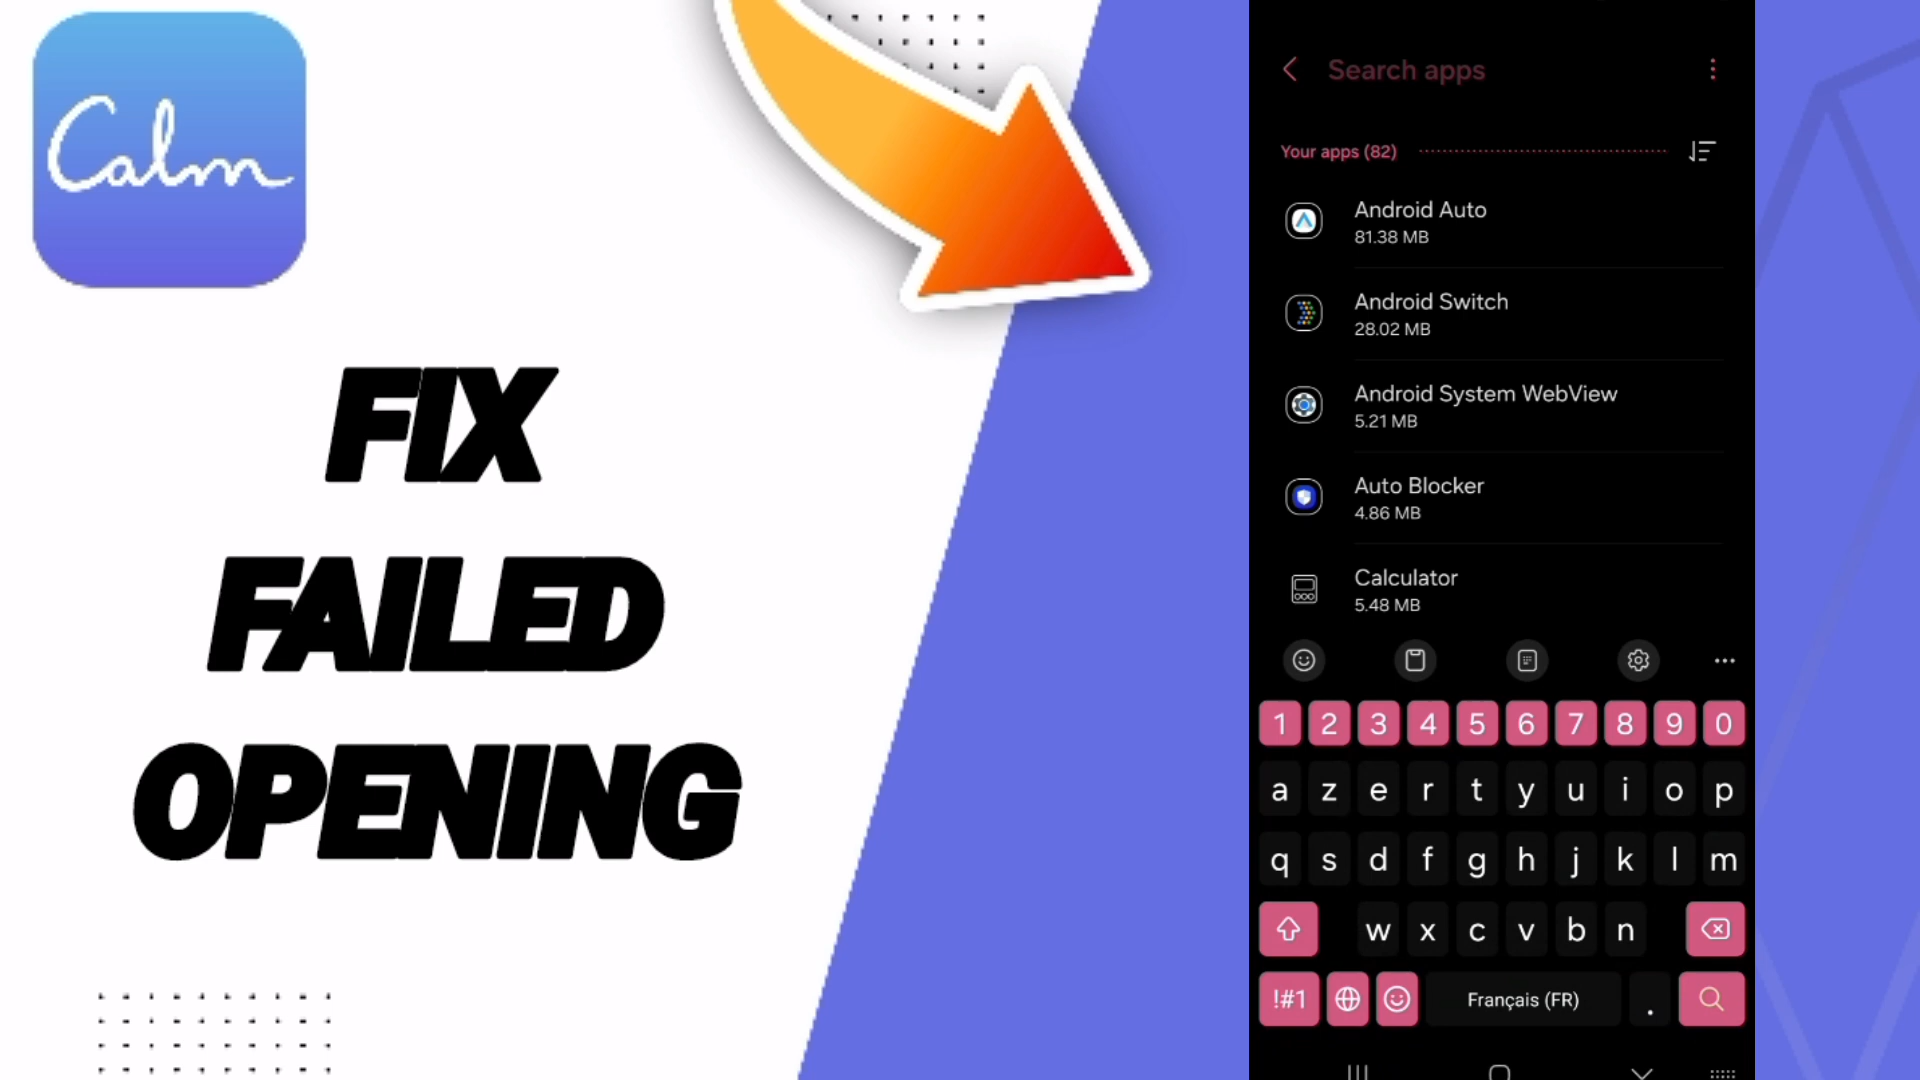 Calm
FIX
FAILED
OPENING
Search apps
Your apps (82)
Android Auto
81.38 MB
Android Switch
28.02 MB
Android System WebView
5.21 MB
Auto Blocker
4.86 MB
Calculator
5.48 MB
1 2 3 4 5 6 7 8 9 0
a z e r t y u i o p
q s d f g h j k l m
w x c v b n
!#1 Français (FR) .